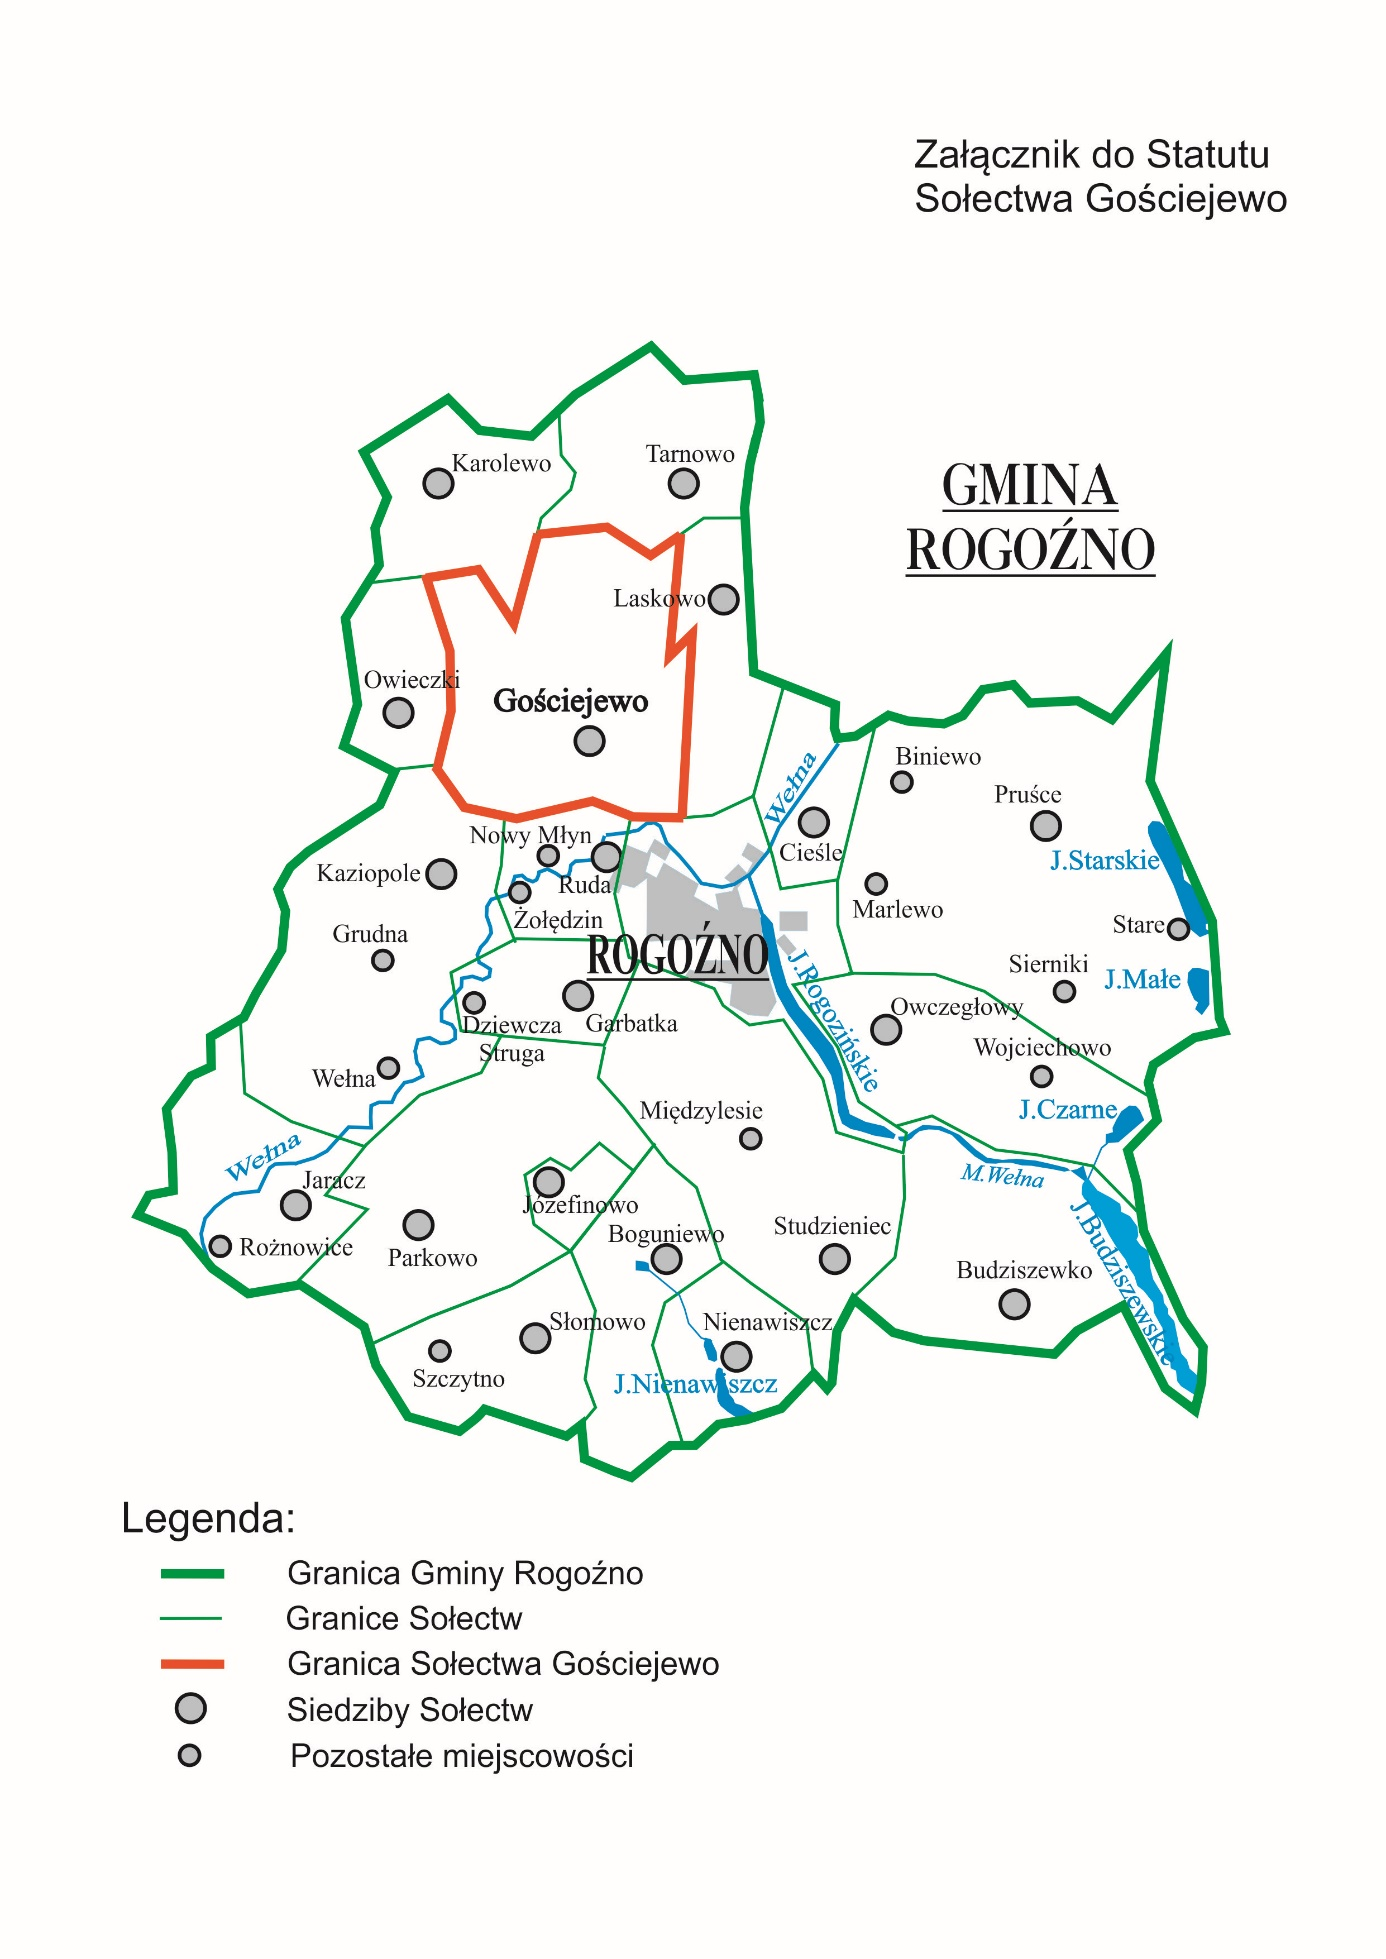 Załącznik do Statutu
Sołectwa Gościejewo
GMINA
ROGOŹNO
Karolewo
Tarnowo
Laskowo
Owieczki
Gościejewo
Wełna
Biniewo
Pruśce
Nowy Młyn
Cieśle
J.Starskie
Kaziopole
Ruda
Marlewo
Żołędzin
Stare
Grudna
ROGOŹNO
Sierniki
J.Małe
J.Rogozińskie
Owczegłowy
Dziewcza
Struga
Garbatka
Wojciechowo
Wełna
Międzylesie
J.Czarne
Wełna
M.Wełna
Jaracz
Józefinowo
J.Budziszewskie
Rożnowice
Parkowo
Boguniewo
Studzieniec
Budziszewko
Słomowo
Nienawiszcz
Szczytno
J.Nienawiszcz
Legenda:
Granica Gminy Rogoźno
Granice Sołectw
Granica Sołectwa Gościejewo
Siedziby Sołectw
Pozostałe miejscowości